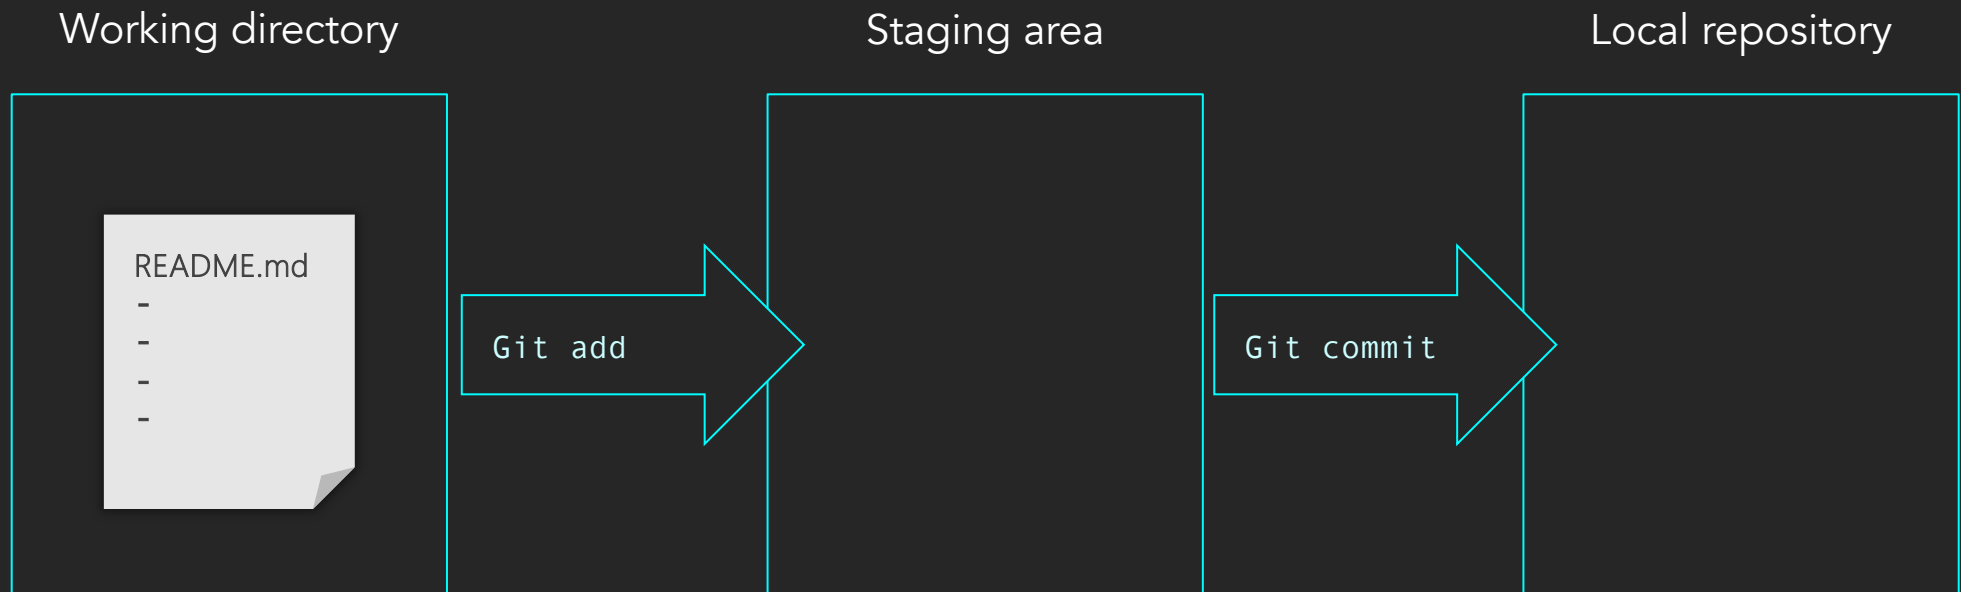 Working directory
Staging area
Local repository
README.md
-
-
-
-
Git add
Git commit